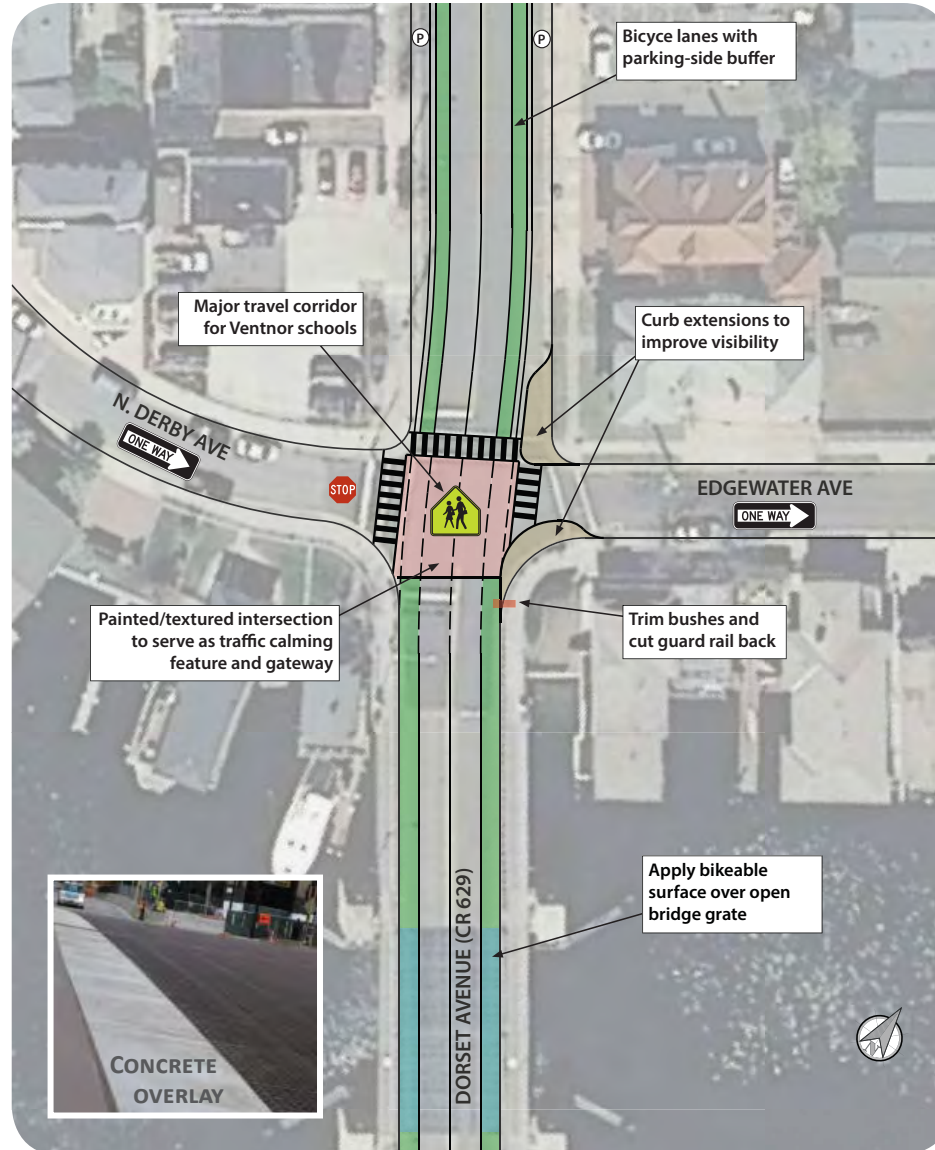 P
P
Bicycle lanes with
parking-side buffer
Major travel corridor
for Ventnor schools
Curb extensions to
improve visibility
N. DERBY AVE
ONE WAY
STOP
EDGEWATER AVE
ONE WAY
Painted/textured intersection
to serve as traffic calming
feature and gateway
Trim bushes and
cut guard rail back
Apply bikeable
surface over open
bridge grate
DORSET AVENUE (CR 629)
CONCRETE
OVERLAY